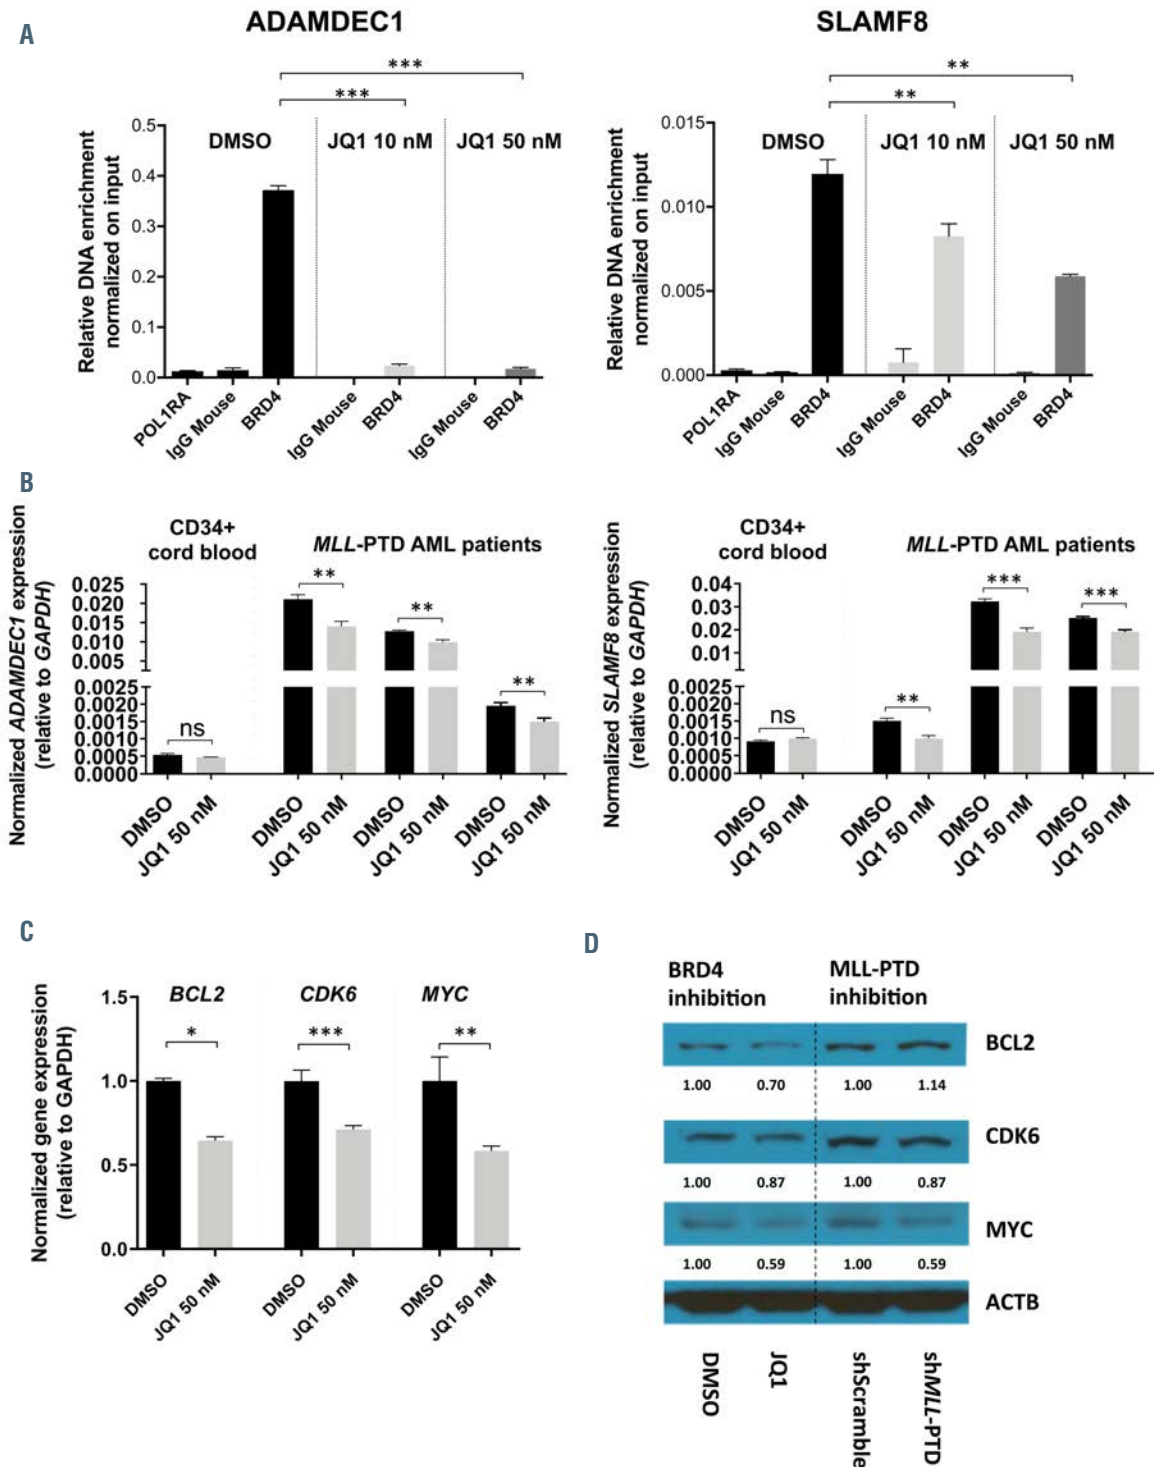 A
ADAMDEC1
SLAMF8
***
***
**
**
Relative DNA enrichment
normalized on input
0.5
0.4
0.3
0.2
0.1
0.0
DMSO
JQ1 10 nM
JQ1 50 nM
POL1RA
IgG Mouse
BRD4
IgG Mouse
BRD4
IgG Mouse
BRD4
Relative DNA enrichment
normalized on input
0.015
0.010
0.005
0.000
DMSO
JQ1 10 nM
JQ1 50 nM
POL1RA
IgG Mouse
BRD4
IgG Mouse
BRD4
IgG Mouse
BRD4
B
Normalized ADAMDEC1 expression
(relative to GAPDH)
CD34+
cord blood
MLL-PTD AML patients
0.025
0.020
0.015
0.010
0.005
0.0025
0.0020
0.0015
0.0010
0.0005
0.0000
ns
**
**
**
DMSO
JQ1 50 nM
DMSO
JQ1 50 nM
DMSO
JQ1 50 nM
DMSO
JQ1 50 nM
Normalized SLAMF8 expression
(relative to GAPDH)
CD34+
cord blood
MLL-PTD AML patients
0.04
0.03
0.02
0.01
0.0025
0.0020
0.0015
0.0010
0.0005
0.0000
ns
**
***
***
DMSO
JQ1 50 nM
DMSO
JQ1 50 nM
DMSO
JQ1 50 nM
DMSO
JQ1 50 nM
C
Normalized gene expression
(relative to GAPDH)
1.5
1.0
0.5
0.0
BCL2
CDK6
MYC
*
***
**
DMSO
JQ1 50 nM
DMSO
JQ1 50 nM
DMSO
JQ1 50 nM
D
BRD4
inhibition
MLL-PTD
inhibition
BCL2
1.00 0.70 1.00 1.14
CDK6
1.00 0.87 1.00 0.87
MYC
1.00 0.59 1.00 0.59
ACTB
DMSO
JQ1
shScramble
shMLL-PTD